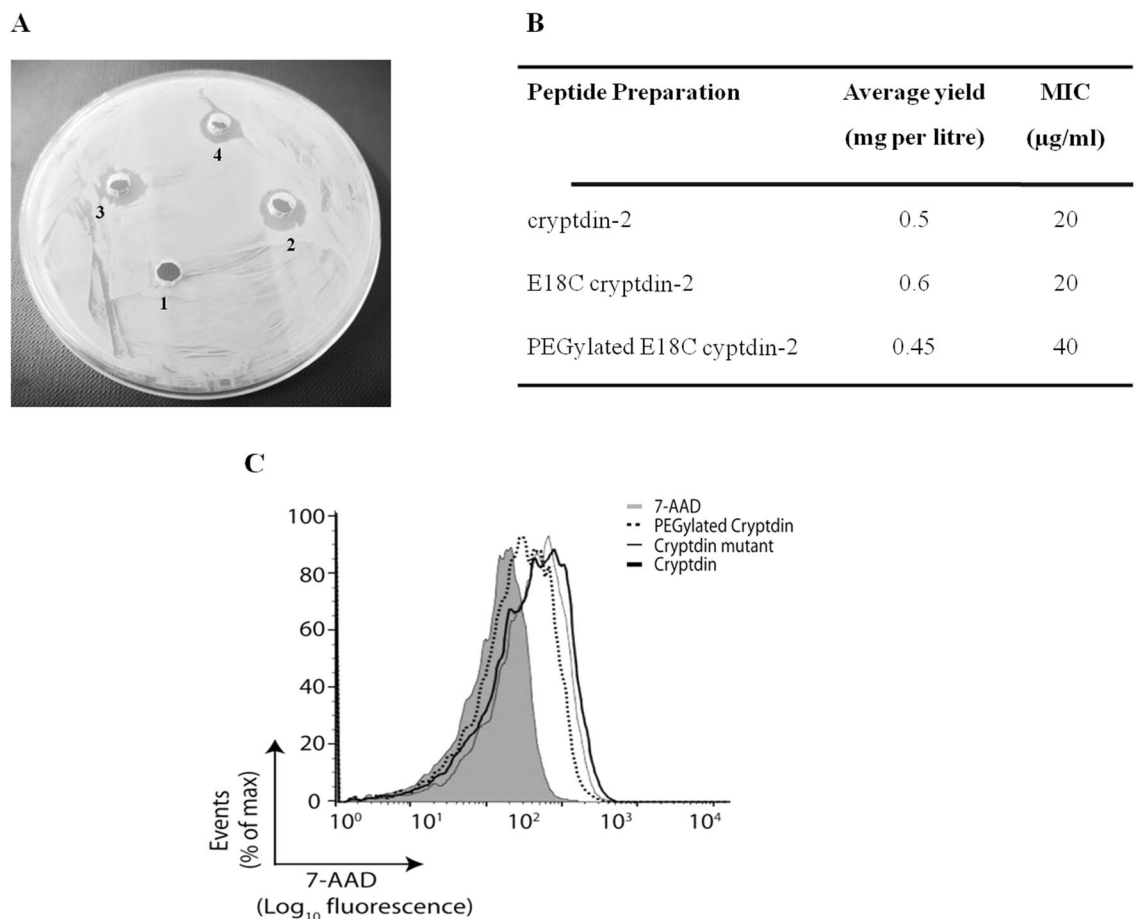 A
1
2
3
4
B
Peptide Preparation Average yield MIC
(mg per litre) (µg/ml)
cryptdin-2 0.5 20
E18C cryptdin-2 0.6 20
PEGylated E18C cyptdin-2 0.45 40
C
7-AAD
PEGylated Cryptdin
Cryptdin mutant
Cryptdin
100
80
60
40
20
0
10⁰ 10¹ 10² 10³ 10⁴
Events
(% of max)
7-AAD
(Log₁₀ fluorescence)